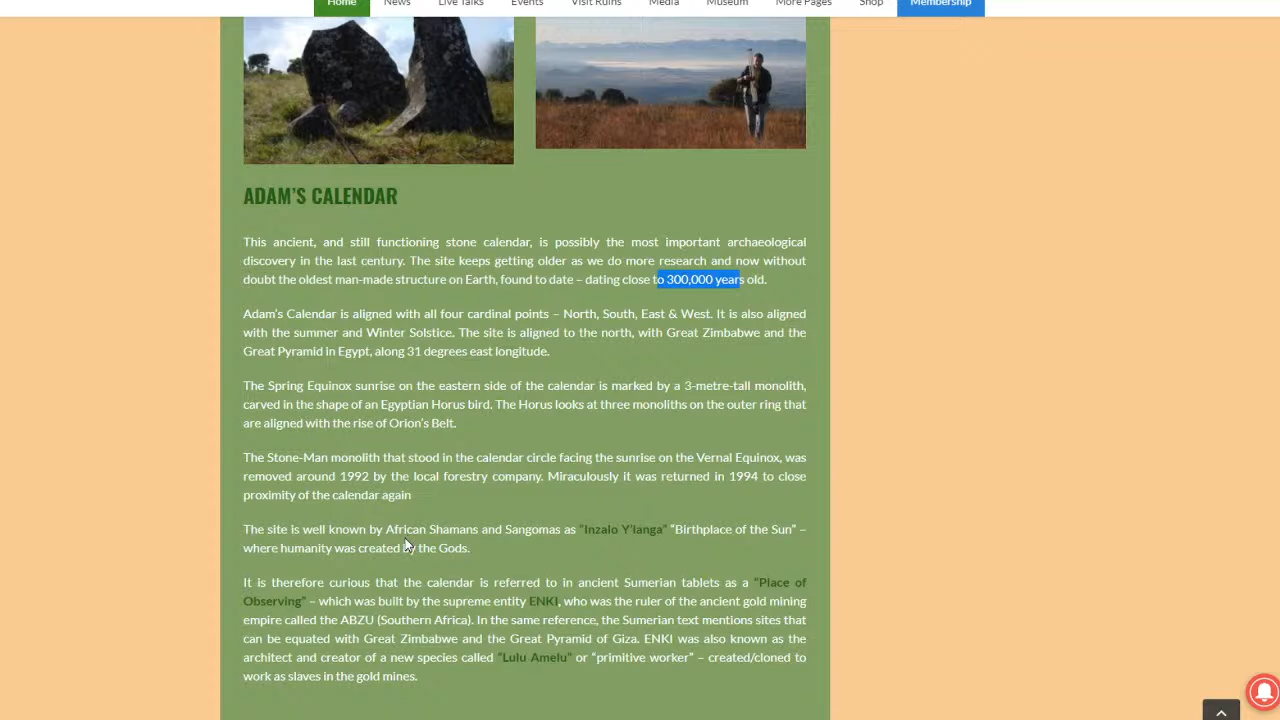 Home News Live Talks Events Visit Ruins Media Museum More Pages Shop Membership
ADAM'S CALENDAR
This ancient, and still functioning stone calendar, is possibly the most important archaeological
discovery in the last century. The site keeps getting older as we do more research and now without
doubt the oldest man-made structure on Earth, found to date – dating close to 300,000 years old.
Adam's Calendar is aligned with all four cardinal points – North, South, East & West. It is also aligned
with the summer and Winter Solstice. The site is aligned to the north, with Great Zimbabwe and the
Great Pyramid in Egypt, along 31 degrees east longitude.
The Spring Equinox sunrise on the eastern side of the calendar is marked by a 3-metre-tall monolith,
carved in the shape of an Egyptian Horus bird. The Horus looks at three monoliths on the outer ring that
are aligned with the rise of Orion's Belt.
The Stone-Man monolith that stood in the calendar circle facing the sunrise on the Vernal Equinox, was
removed around 1992 by the local forestry company. Miraculously it was returned in 1994 to close
proximity of the calendar again
The site is well known by African Shamans and Sangomas as "Inzalo Y'langa" "Birthplace of the Sun" –
where humanity was created by the Gods.
It is therefore curious that the calendar is referred to in ancient Sumerian tablets as a "Place of
Observing" – which was built by the supreme entity ENKI, who was the ruler of the ancient gold mining
empire called the ABZU (Southern Africa). In the same reference, the Sumerian text mentions sites that
can be equated with Great Zimbabwe and the Great Pyramid of Giza. ENKI was also known as the
architect and creator of a new species called "Lulu Amelu" or "primitive worker" – created/cloned to
work as slaves in the gold mines.